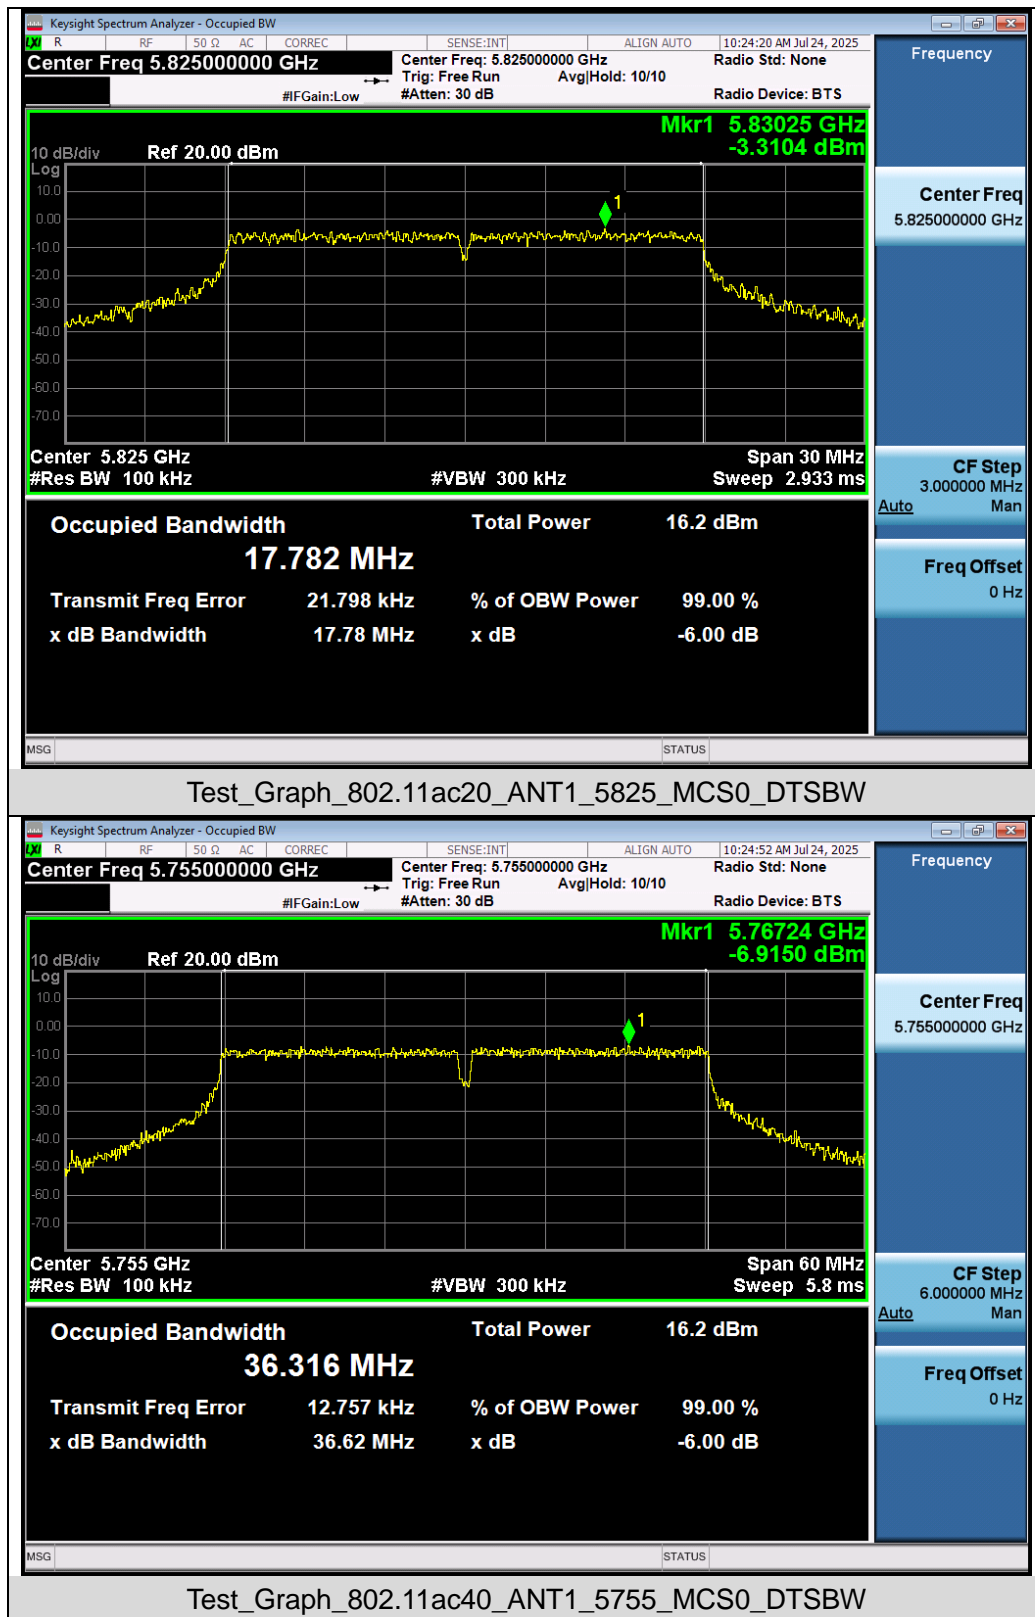 Keysight Spectrum Analyzer - Occupied BW
LXI R RF 50 Ω AC CORREC SENSE:INT ALIGN AUTO 10:24:20 AM Jul 24, 2025
Center Freq 5.825000000 GHz
Center Freq: 5.825000000 GHz Radio Std: None
Trig: Free Run Avg|Hold: 10/10
#IFGain:Low #Atten: 30 dB Radio Device: BTS
Frequency
Mkr1 5.83025 GHz
-3.3104 dBm
10 dB/div Ref 20.00 dBm
Log
10.0
0.00
-10.0
-20.0
-30.0
-40.0
-50.0
-60.0
-70.0
1
Center Freq
5.825000000 GHz
Center 5.825 GHz Span 30 MHz
#Res BW 100 kHz #VBW 300 kHz Sweep 2.933 ms
CF Step
3.000000 MHz
Auto Man
Freq Offset
0 Hz
Occupied Bandwidth Total Power 16.2 dBm
17.782 MHz
Transmit Freq Error 21.798 kHz % of OBW Power 99.00 %
x dB Bandwidth 17.78 MHz x dB -6.00 dB
MSG STATUS
Test_Graph_802.11ac20_ANT1_5825_MCS0_DTSBW
Keysight Spectrum Analyzer - Occupied BW
LXI R RF 50 Ω AC CORREC SENSE:INT ALIGN AUTO 10:24:52 AM Jul 24, 2025
Center Freq 5.755000000 GHz
Center Freq: 5.755000000 GHz Radio Std: None
Trig: Free Run Avg|Hold: 10/10
#IFGain:Low #Atten: 30 dB Radio Device: BTS
Frequency
Mkr1 5.76724 GHz
-6.9150 dBm
10 dB/div Ref 20.00 dBm
Log
10.0
0.00
-10.0
-20.0
-30.0
-40.0
-50.0
-60.0
-70.0
1
Center Freq
5.755000000 GHz
Center 5.755 GHz Span 60 MHz
#Res BW 100 kHz #VBW 300 kHz Sweep 5.8 ms
CF Step
6.000000 MHz
Auto Man
Freq Offset
0 Hz
Occupied Bandwidth Total Power 16.2 dBm
36.316 MHz
Transmit Freq Error 12.757 kHz % of OBW Power 99.00 %
x dB Bandwidth 36.62 MHz x dB -6.00 dB
MSG STATUS
Test_Graph_802.11ac40_ANT1_5755_MCS0_DTSBW